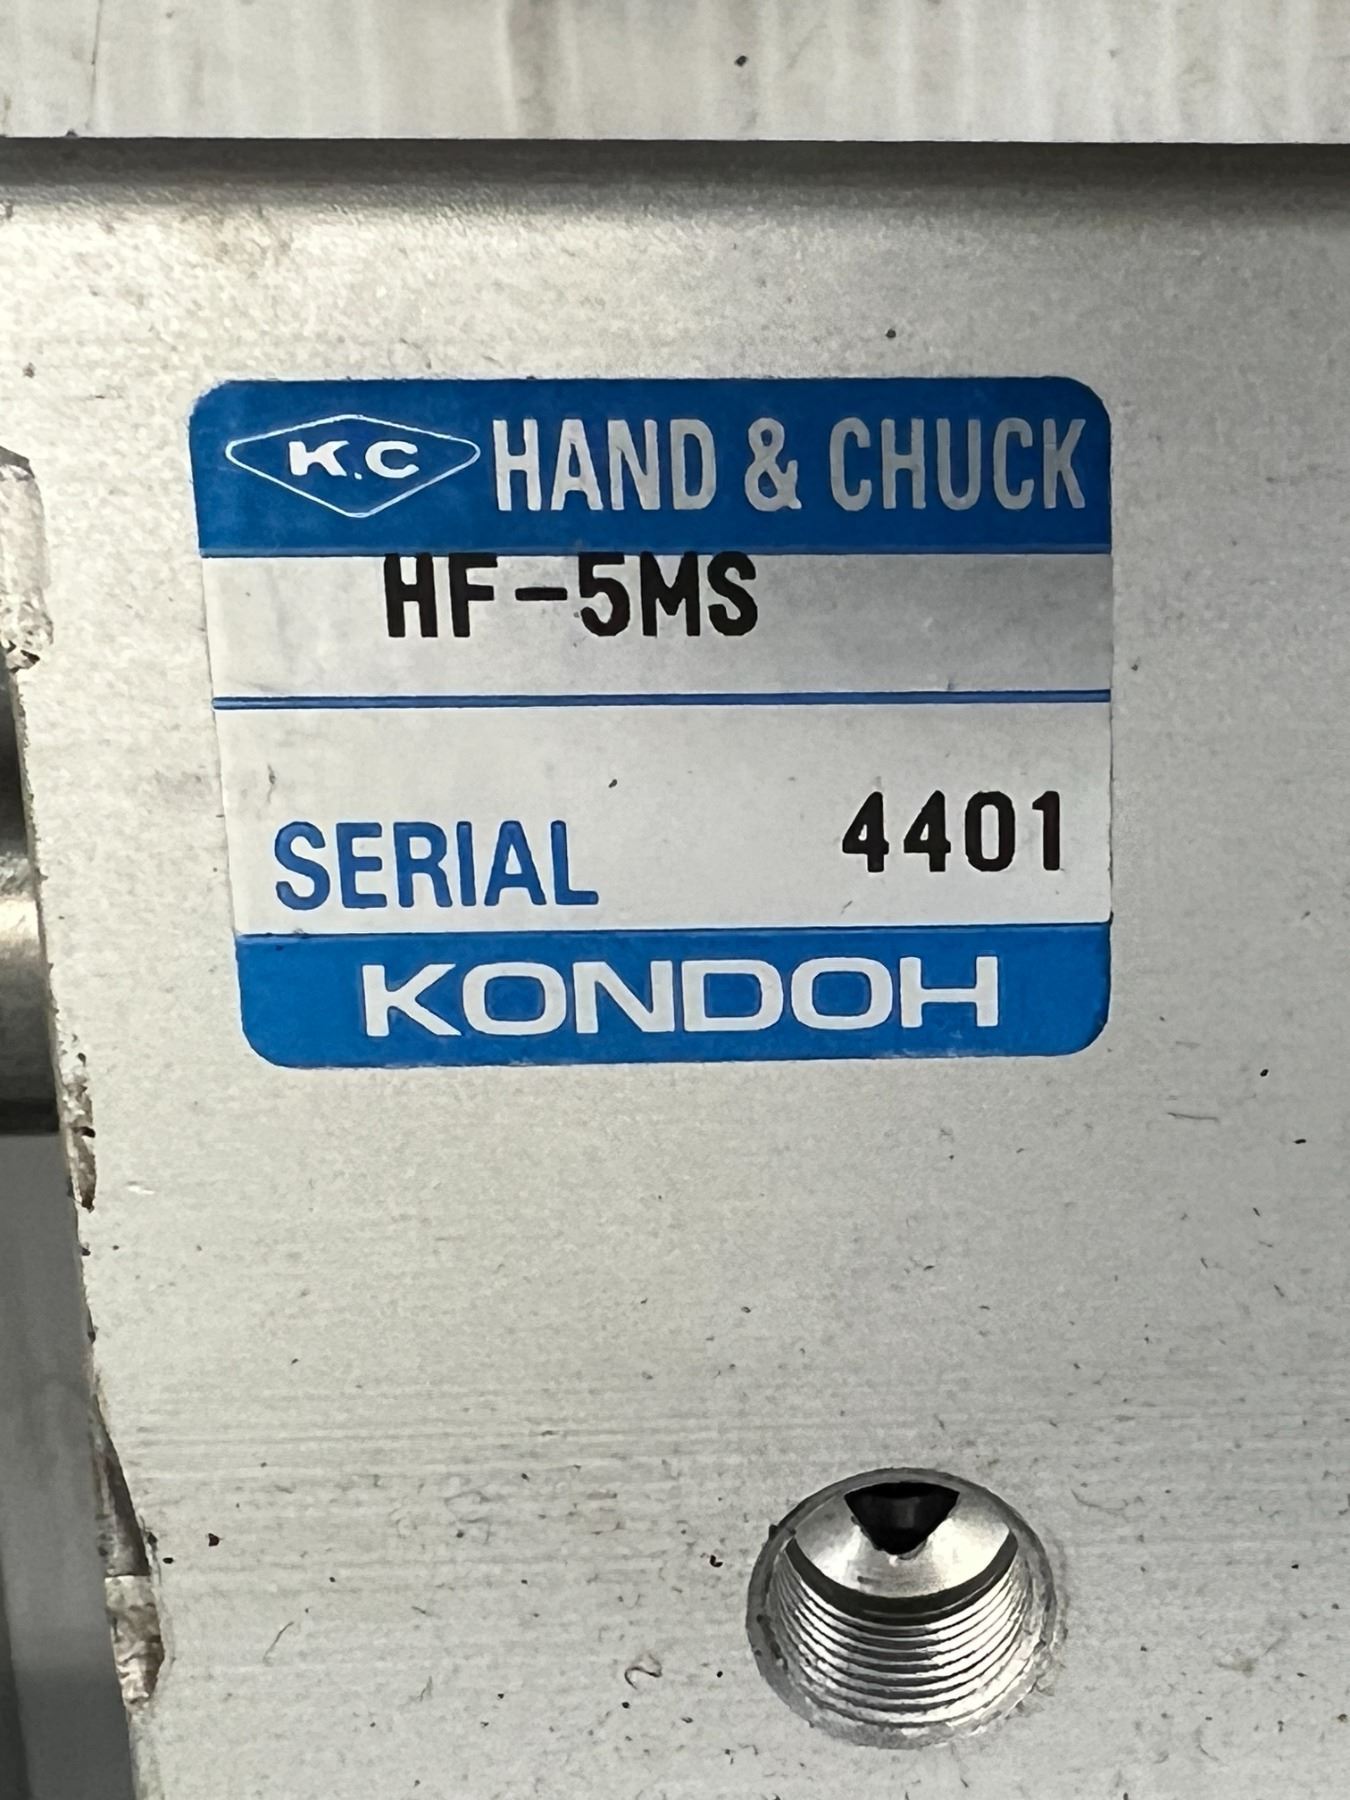 K.C HAND & CHUCK
HF-5MS
SERIAL 4401
KONDOH